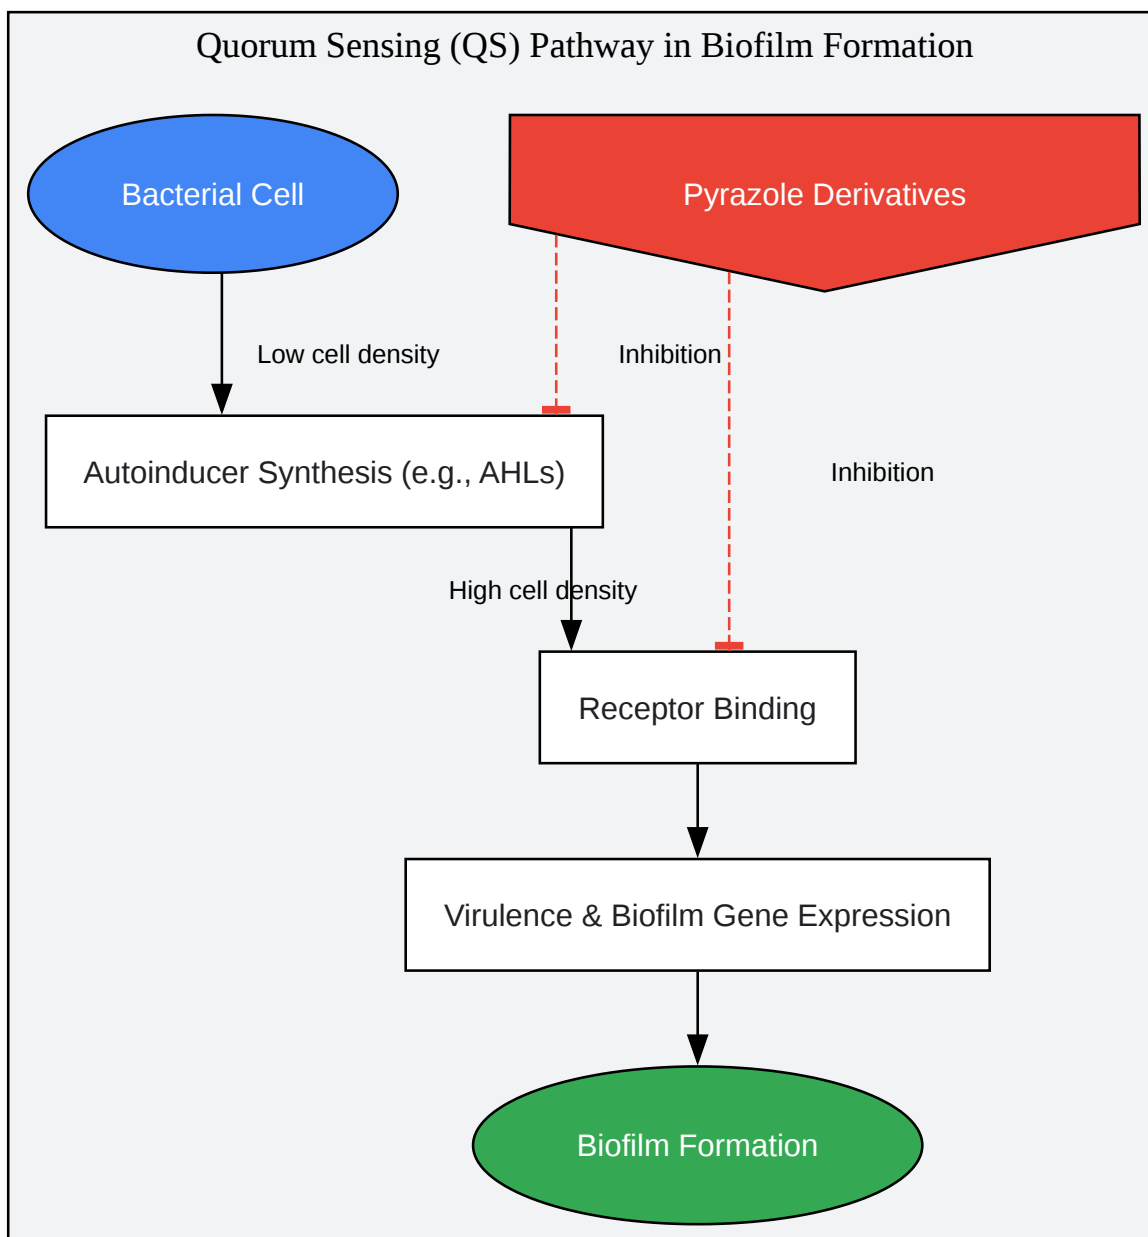 Quorum Sensing (QS) Pathway in Biofilm Formation
Bacterial Cell
Pyrazole Derivatives
Low cell density
Inhibition
Autoinducer Synthesis (e.g., AHLs)
Inhibition
High cell density
Receptor Binding
Virulence & Biofilm Gene Expression
Biofilm Formation